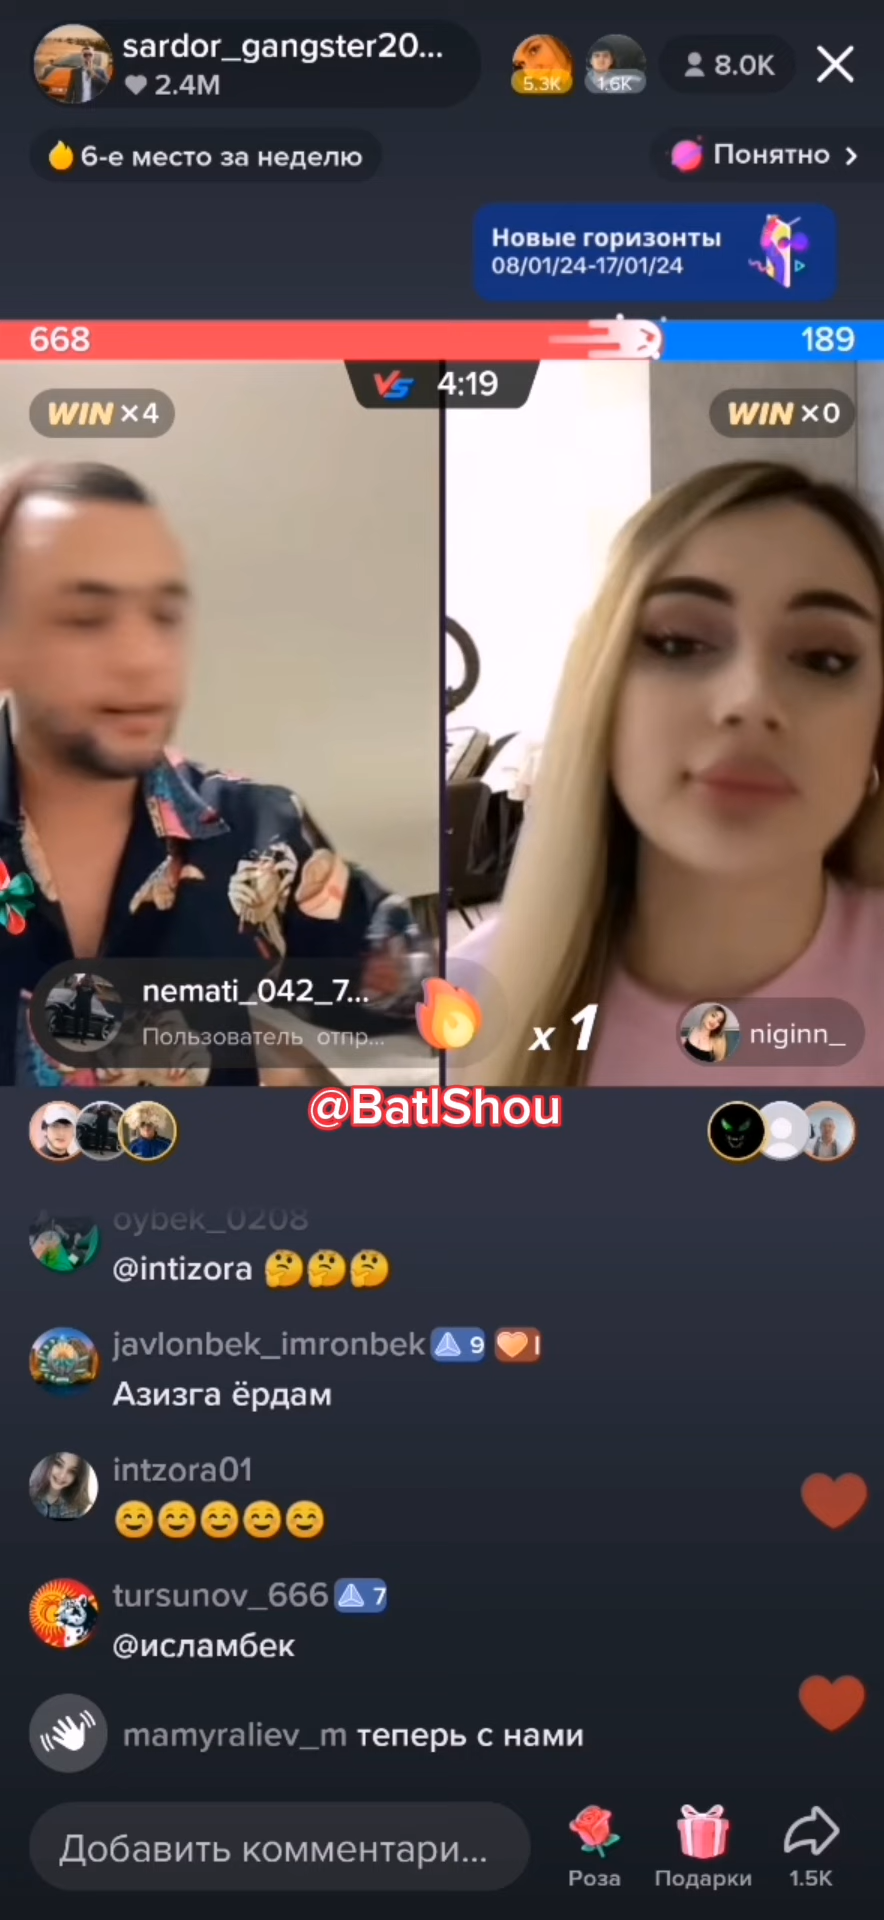 sardor_gangster20...
2.4M
5.3K
1.6K
8.0K
6-е место за неделю
Понятно
Новые горизонты
08/01/24-17/01/24
668
189
VS 4:19
WIN ×4
WIN ×0
nemati_042_7...
Пользователь отпр...
x 1
niginn_
@BatlShou
oybek_0208
@intizora 🤔🤔🤔
javlonbek_imronbek 9 I
Азизга ёрдам
intzora01
😊😊😊😊😊
tursunov_666 7
@исламбек
mamyraliev_m теперь с нами
Добавить комментари...
Роза
Подарки
1.5K